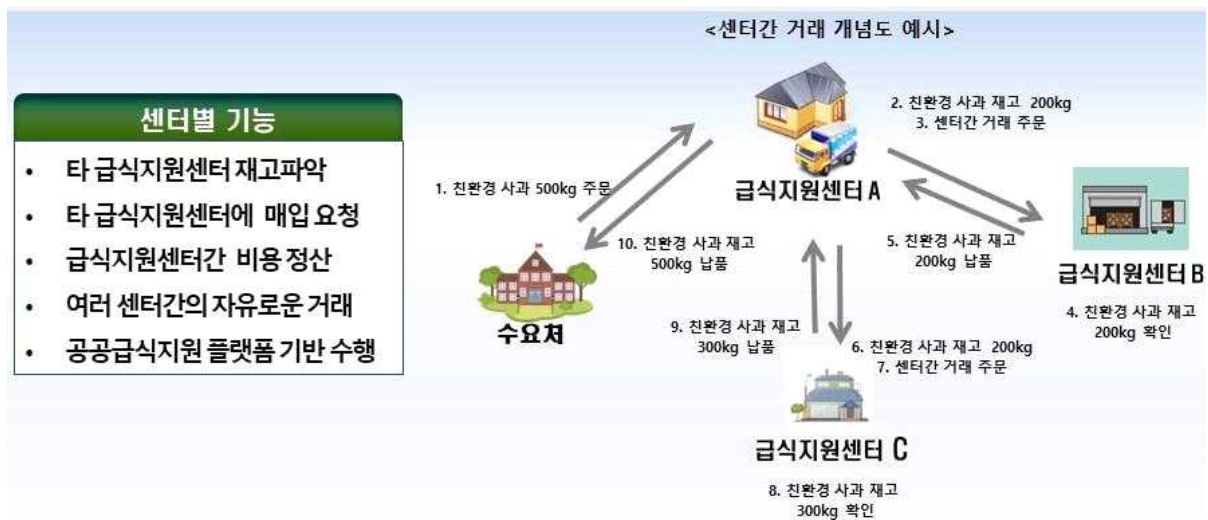 <센터간 거래 개념도 예시>
센터별 기능
• 타 급식지원센터 재고파악
• 타 급식지원센터에 매입 요청
• 급식지원센터간 비용 정산
• 여러 센터간의 자유로운 거래
• 공공급식지원 플랫폼 기반 수행
1. 친환경 사과 500kg 주문
수요처
10. 친환경 사과 재고
500kg 납품
급식지원센터 A
2. 친환경 사과 재고 200kg
3. 센터간 거래 주문
5. 친환경 사과 재고
200kg 납품
급식지원센터 B
4. 친환경 사과 재고
200kg 확인
9. 친환경 사과 재고
300kg 납품
6. 친환경 사과 재고 200kg
7. 센터간 거래 주문
급식지원센터 C
8. 친환경 사과 재고
300kg 확인